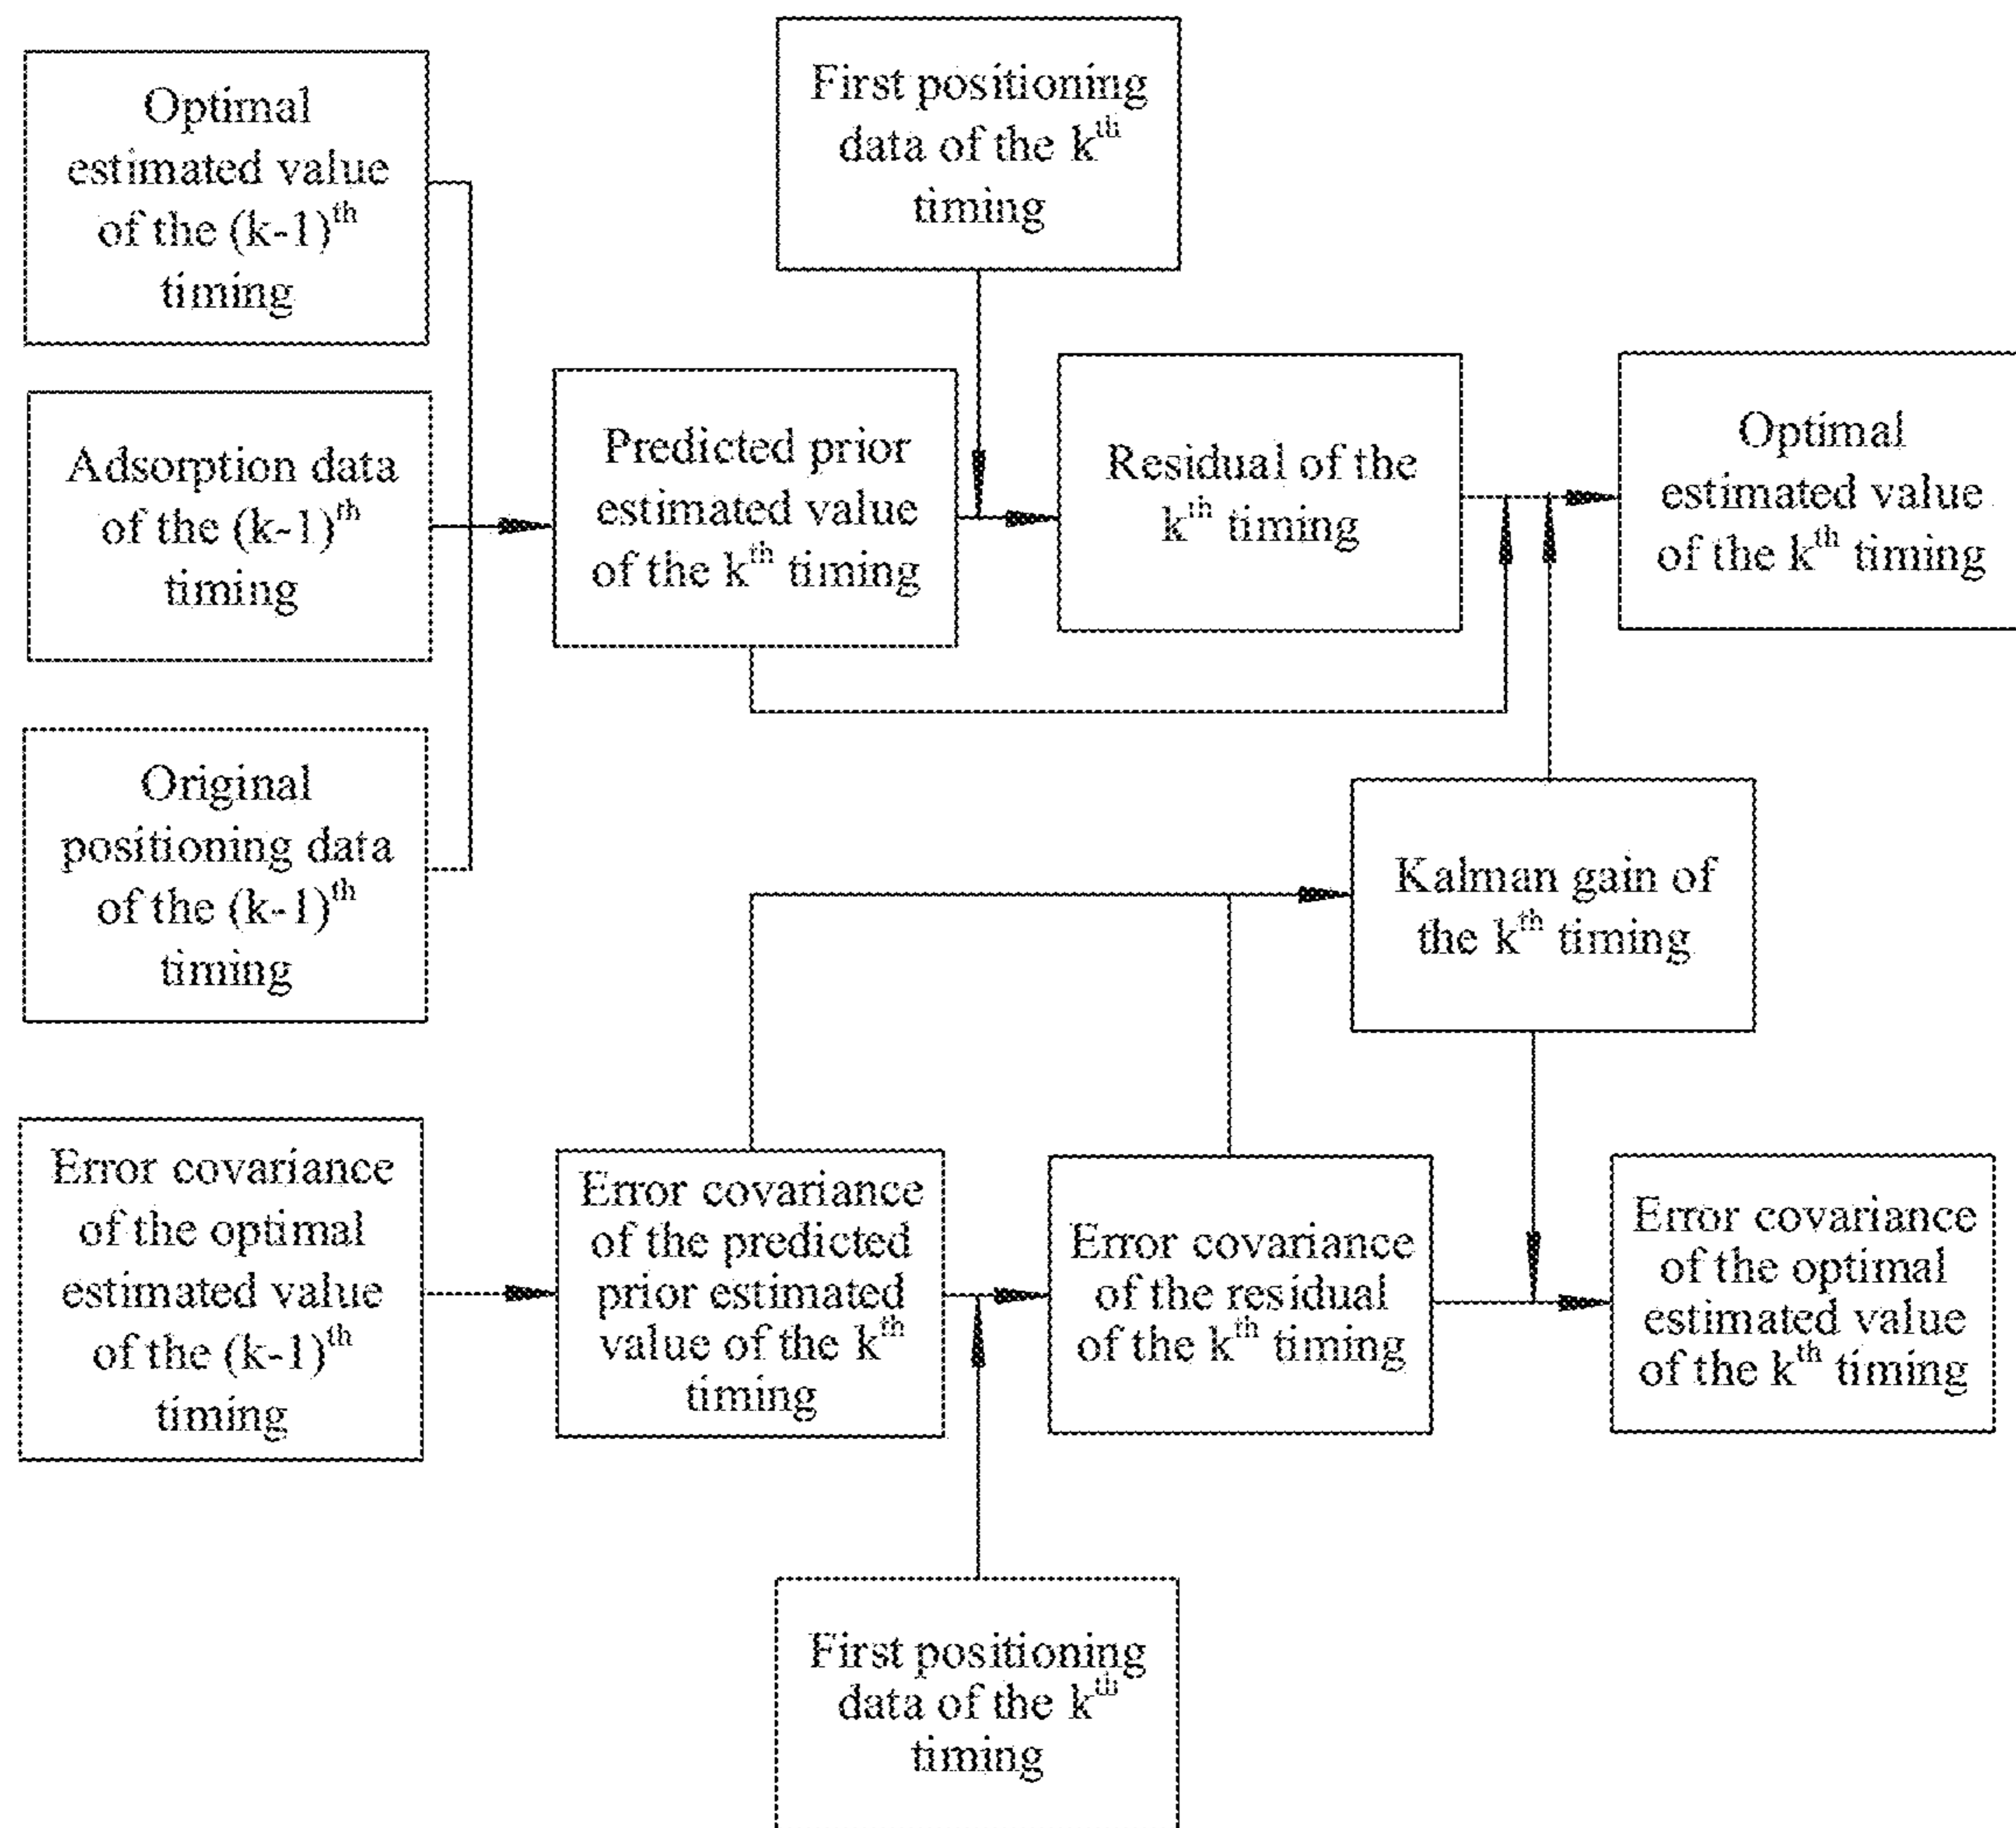 Optimal
estimated value
of the (k-1)th
timing
First positioning
data of the kth
timing
Adsorption data
of the (k-1)th
timing
Predicted prior
estimated value
of the kth timing
Residual of the
kth timing
Optimal
estimated value
of the kth timing
Original
positioning data
of the (k-1)th
timing
Kalman gain of
the kth timing
Error covariance
of the optimal
estimated value
of the (k-1)th
timing
Error covariance
of the predicted
prior estimated
value of the kth
timing
Error covariance
of the residual
of the kth timing
Error covariance
of the optimal
estimated value
of the kth timing
First positioning
data of the kth
timing